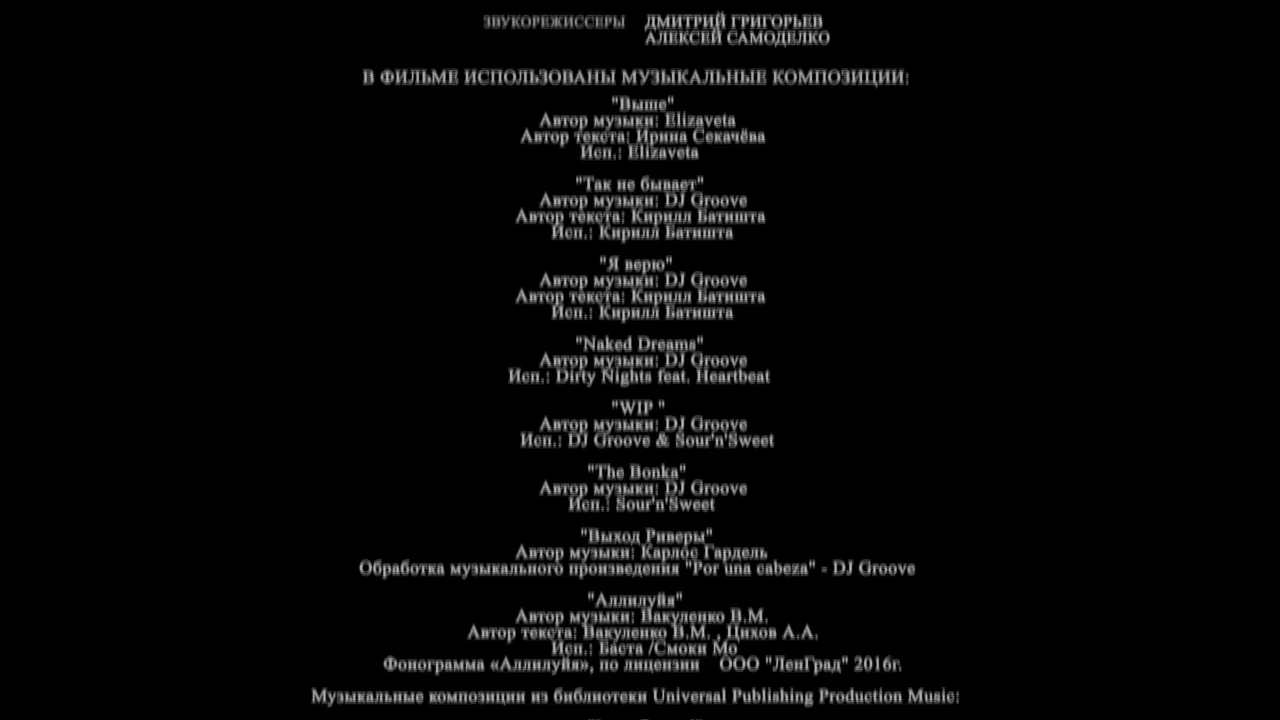 ЗВУКОРЕЖИССЕРЫ ДМИТРИЙ ГРИГОРЬЕВ
АЛЕКСЕЙ САМОДЕЛКО
В ФИЛЬМЕ ИСПОЛЬЗОВАНЫ МУЗЫКАЛЬНЫЕ КОМПОЗИЦИИ:
"Выше"
Автор музыки: Elizaveta
Автор текста: Ирина Секачёва
Исп.: Elizaveta
"Так не бывает"
Автор музыки: DJ Groove
Автор текста: Кирилл Батишта
Исп.: Кирилл Батишта
"Я верю"
Автор музыки: DJ Groove
Автор текста: Кирилл Батишта
Исп.: Кирилл Батишта
"Naked Dreams"
Автор музыки: DJ Groove
Исп.: Dirty Nights feat. Heartbeat
"WIP "
Автор музыки: DJ Groove
Исп.: DJ Groove & Sour'n'Sweet
"The Bonka"
Автор музыки: DJ Groove
Исп.: Sour'n'Sweet
"Выход Риверы"
Автор музыки: Карлос Гардель
Обработка музыкального произведения "Por una cabeza" - DJ Groove
"Аллилуйя"
Автор музыки: Вакуленко В.М.
Автор текста: Вакуленко В.М. , Цихов А.А.
Исп.: Баста /Смоки Мо
Фонограмма «Аллилуйя», по лицензии ООО "ЛенГрад" 2016г.
Музыкальные композиции из библиотеки Universal Publishing Production Music: